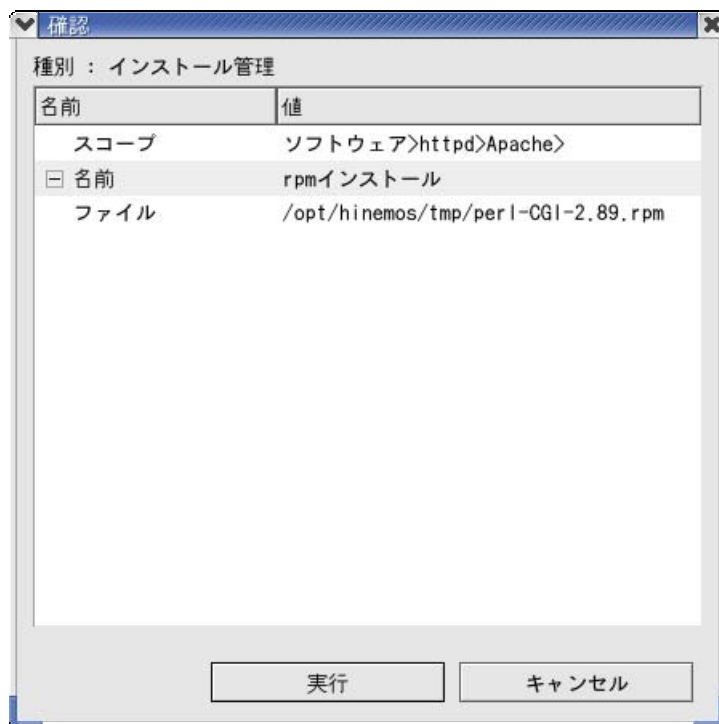 確認
種別 : インストール管理
名前 値
スコープ ソフトウェア>httpd>Apache>
名前 rpmインストール
ファイル /opt/hinemos/tmp/perl-CGI-2.89.rpm
実行 キャンセル